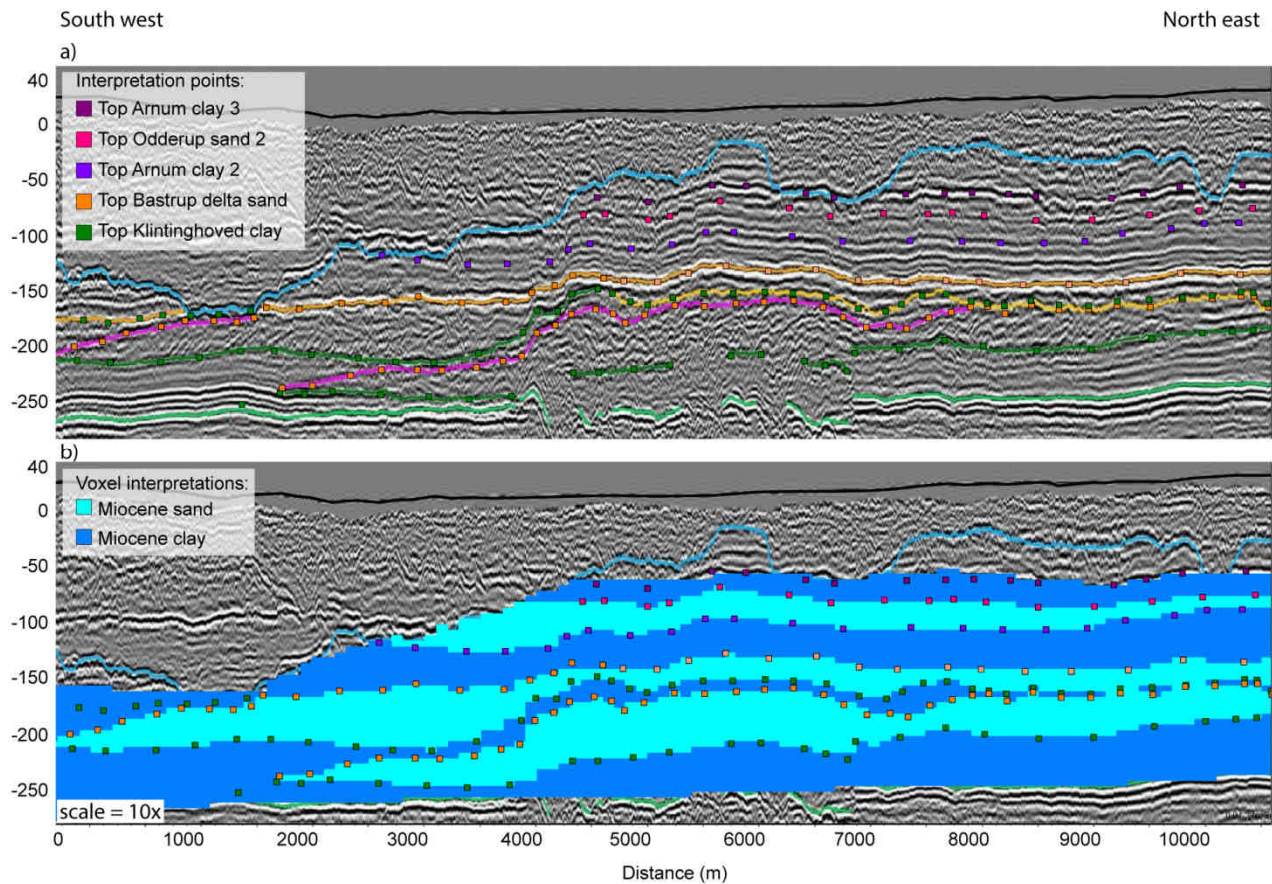 South west
North east
a)
Interpretation points:
Top Arnum clay 3
Top Odderup sand 2
Top Arnum clay 2
Top Bastrup delta sand
Top Klintinghoved clay
40
0
-50
-100
-150
-200
-250
b)
Voxel interpretations:
Miocene sand
Miocene clay
40
0
-50
-100
-150
-200
-250
scale = 10x
0 1000 2000 3000 4000 5000 6000 7000 8000 9000 10000
Distance (m)